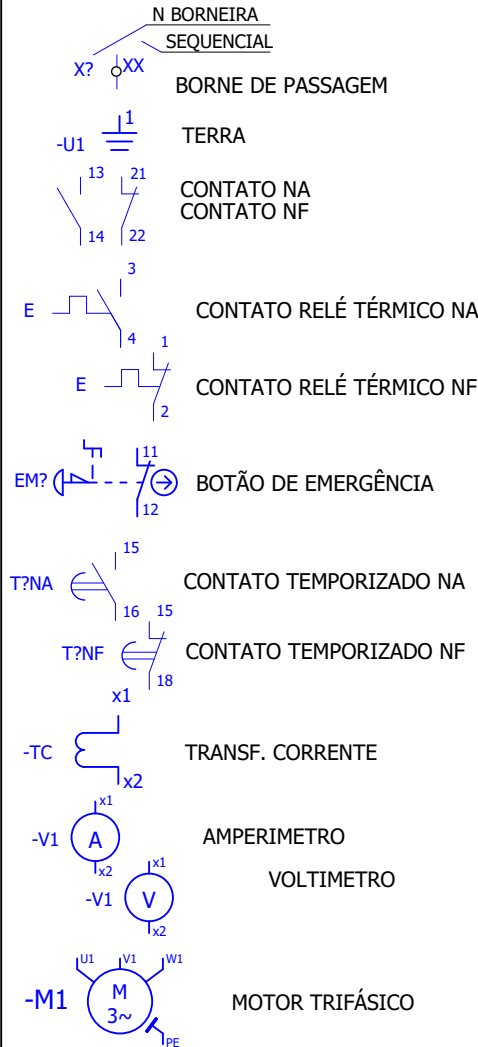 N BORNEIRA
SEQUENCIAL
X? XX
BORNE DE PASSAGEM
1
-U1 TERRA
13 21
CONTATO NA
CONTATO NF
14 22
3
E CONTATO RELÉ TÉRMICO NA
4
1
E CONTATO RELÉ TÉRMICO NF
2
11
EM? BOTÃO DE EMERGÊNCIA
12
15
T?NA CONTATO TEMPORIZADO NA
16 15
T?NF CONTATO TEMPORIZADO NF
18
x1
-TC TRANSF. CORRENTE
x2
x1
-V1 A AMPERIMETRO
x2
x1
VOLTIMETRO
-V1 V
x2
U1 V1 W1
-M1 M MOTOR TRIFÁSICO
3~
PE